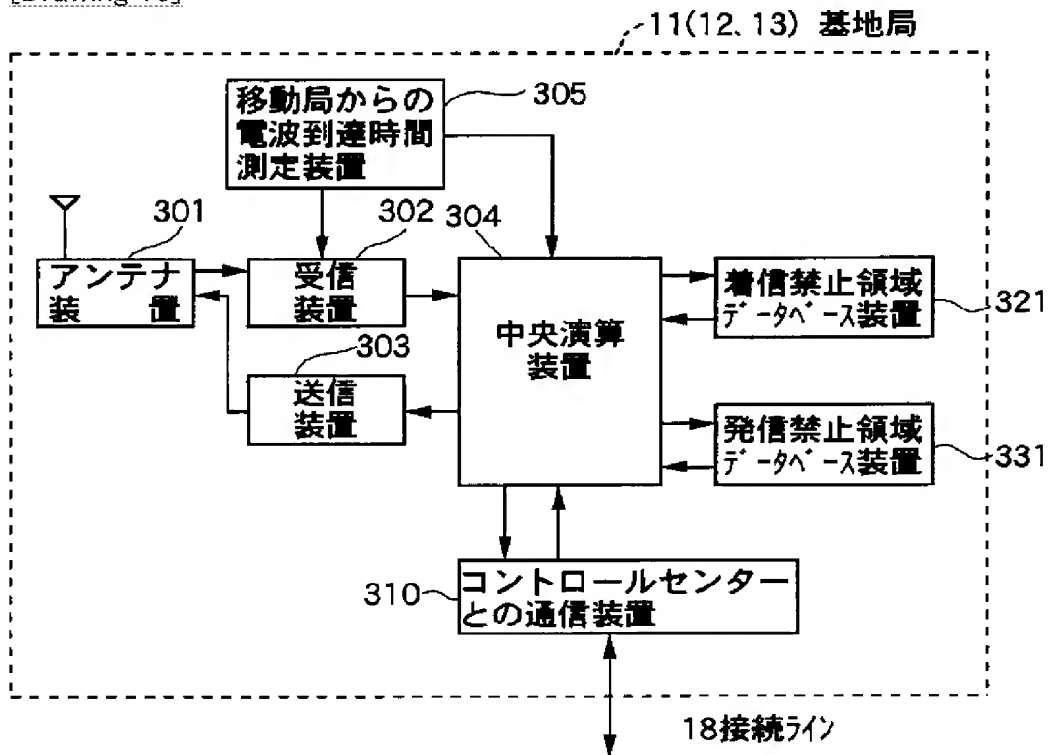 11(12、13) 基地局
移動局からの
電波到達時間
測定装置
305
301
302
304
アンテナ
装　置
受信
装置
中央演算
装置
着信禁止領域
データベース装置
321
303
送信
装置
発信禁止領域
データベース装置
331
310
コントロールセンター
との通信装置
18接続ライン